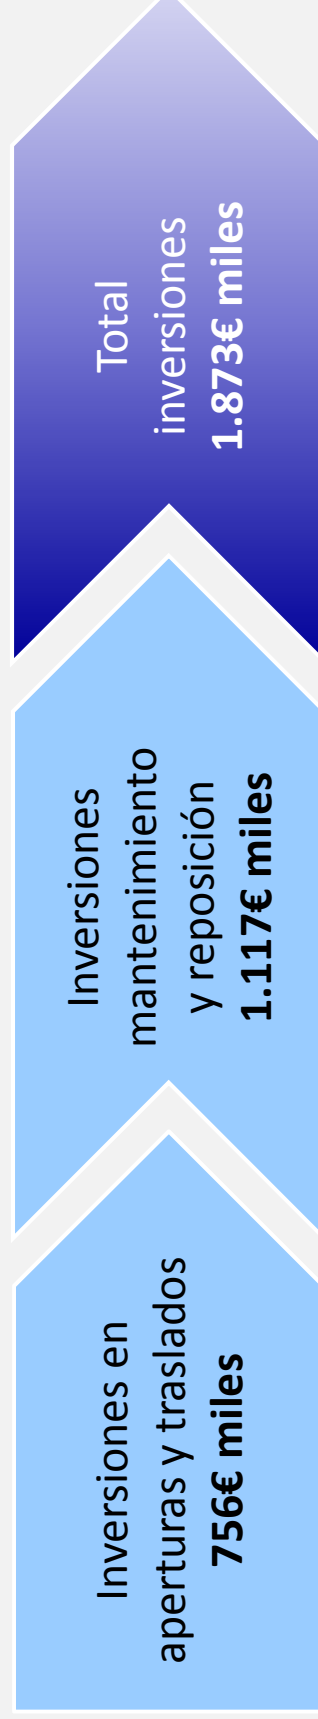 Inversiones en
aperturas y traslados
756€ miles
Inversiones
mantenimiento
y reposición
1.117€ miles
Total
inversiones
1.873€ miles